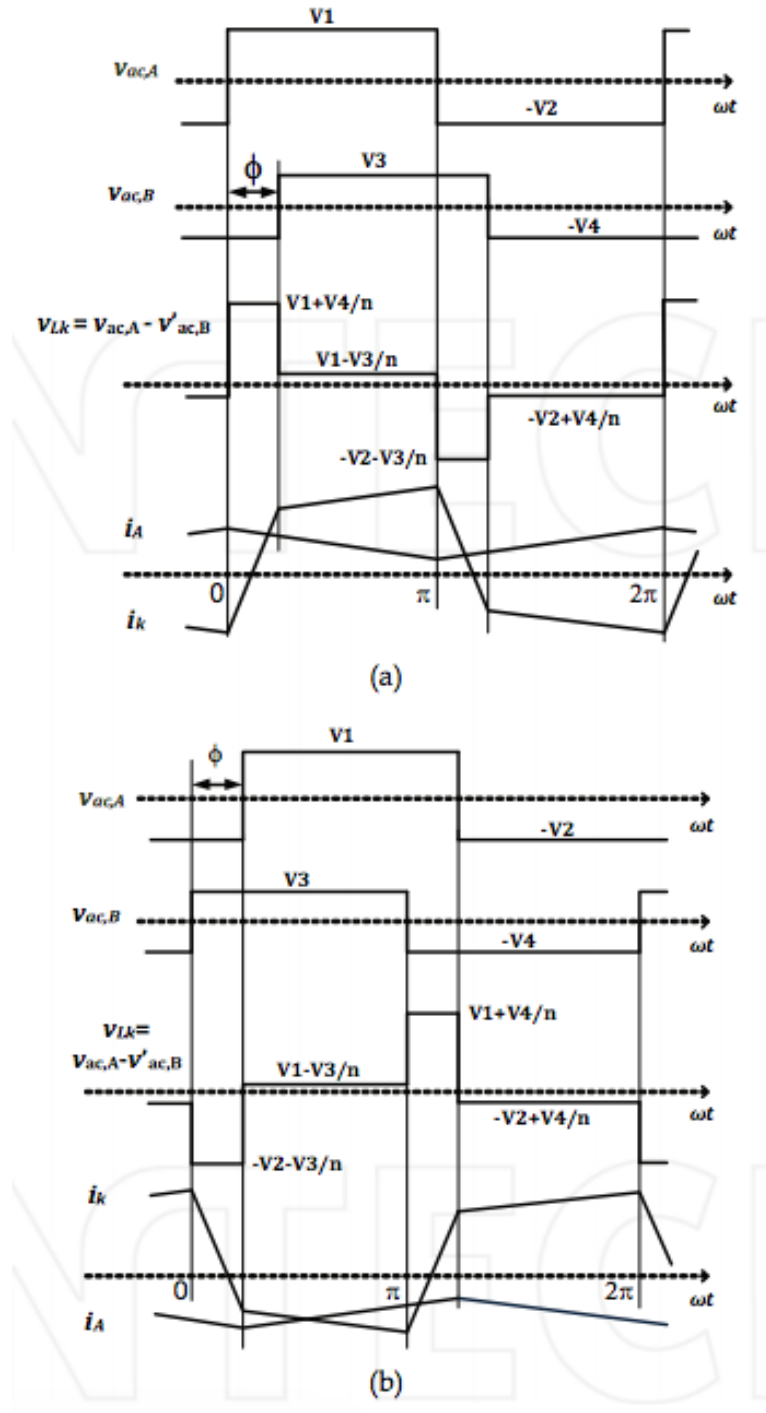 V1
vac,A
-V2
ωt
V3
ϕ
vac,B
-V4
ωt
V1+V4/n
vLk = vac,A - v'ac,B
V1-V3/n
ωt
-V2+V4/n
-V2-V3/n
iA
0
π
2π
ωt
ik
(a)
V1
ϕ
vac,A
-V2
ωt
V3
vac,B
-V4
ωt
V1+V4/n
vLk=
vac,A-v'ac,B
V1-V3/n
ωt
-V2+V4/n
-V2-V3/n
ik
0
π
2π
ωt
iA
(b)
NTECH
NTECH